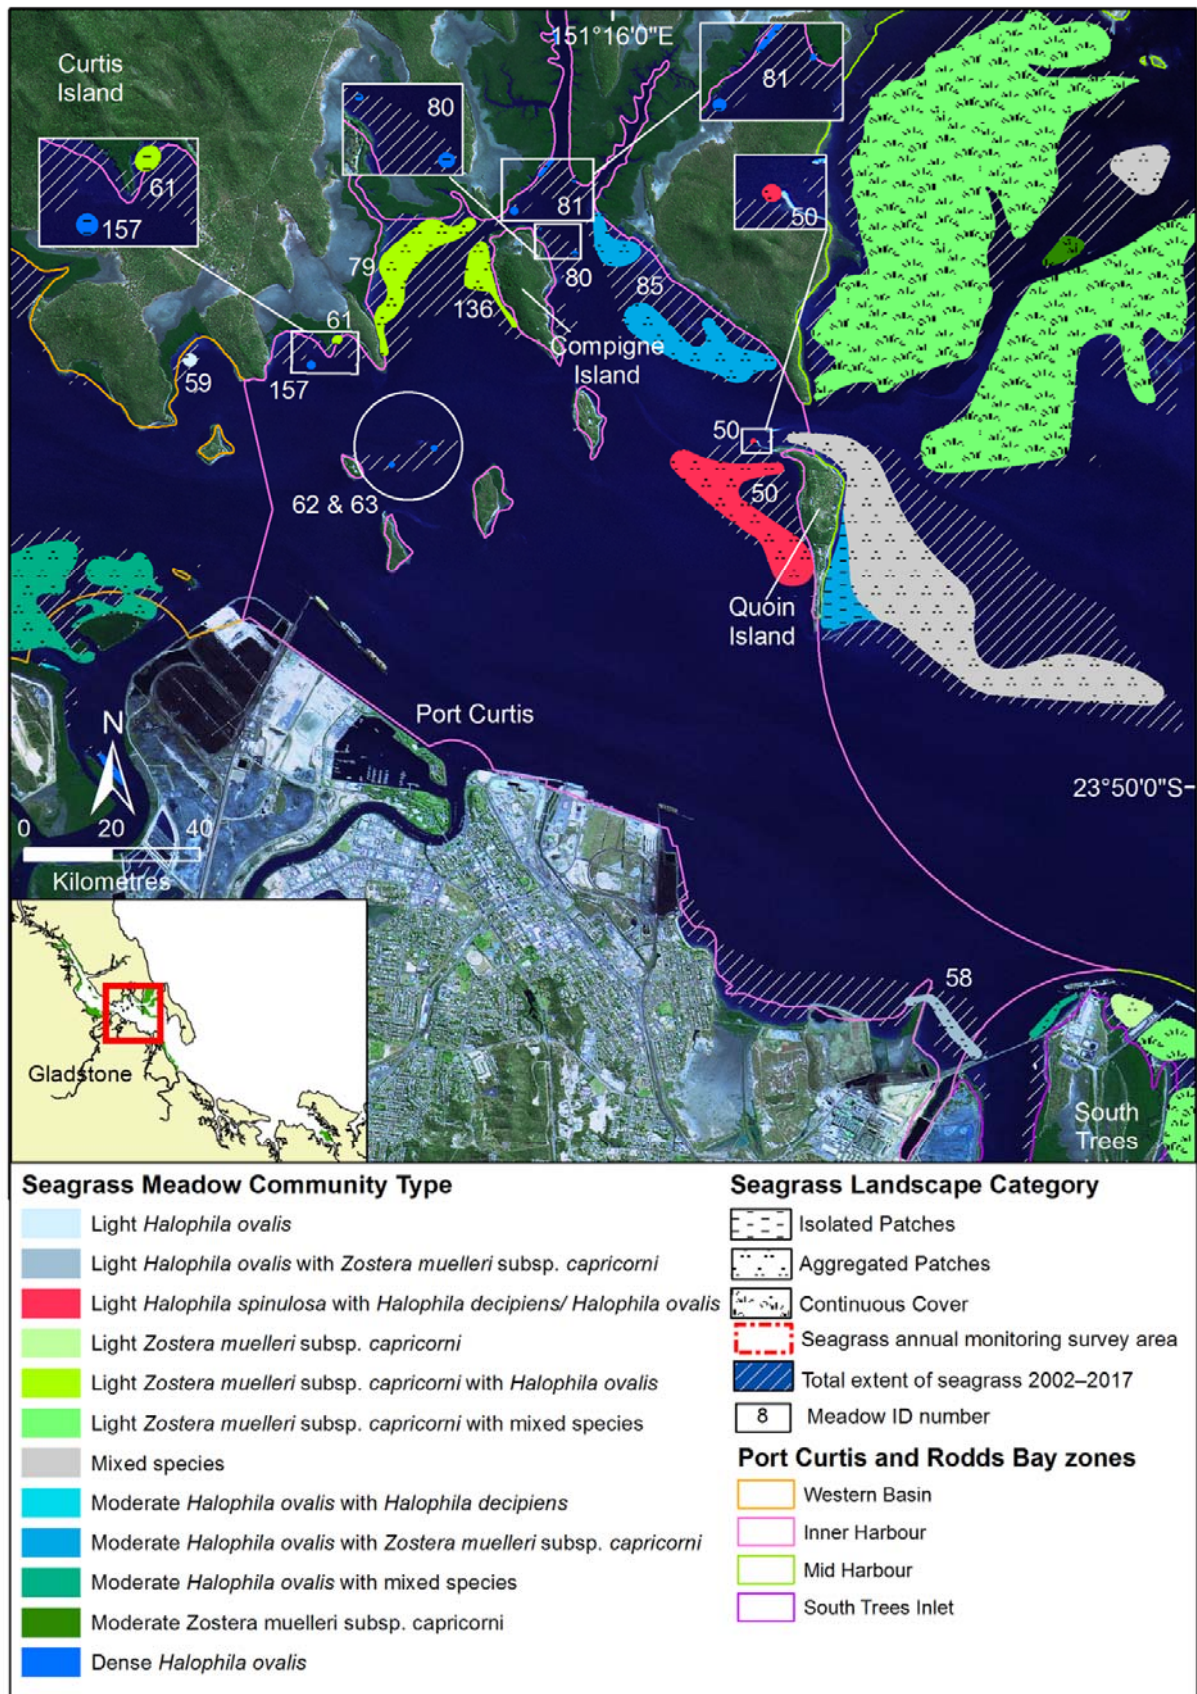 151°16'0"E
Curtis
Island
80
81
61
157
50
81
79
80
85
136
61
Compigne
Island
59
157
50
62 & 63
50
Quoin
Island
Port Curtis
N
23°50'0"S
0 20 40
Kilometres
58
Gladstone
South
Trees
Seagrass Meadow Community Type
Light Halophila ovalis
Light Halophila ovalis with Zostera muelleri subsp. capricorni
Light Halophila spinulosa with Halophila decipiens/ Halophila ovalis
Light Zostera muelleri subsp. capricorni
Light Zostera muelleri subsp. capricorni with Halophila ovalis
Light Zostera muelleri subsp. capricorni with mixed species
Mixed species
Moderate Halophila ovalis with Halophila decipiens
Moderate Halophila ovalis with Zostera muelleri subsp. capricorni
Moderate Halophila ovalis with mixed species
Moderate Zostera muelleri subsp. capricorni
Dense Halophila ovalis
Seagrass Landscape Category
Isolated Patches
Aggregated Patches
Continuous Cover
Seagrass annual monitoring survey area
Total extent of seagrass 2002–2017
8 Meadow ID number
Port Curtis and Rodds Bay zones
Western Basin
Inner Harbour
Mid Harbour
South Trees Inlet